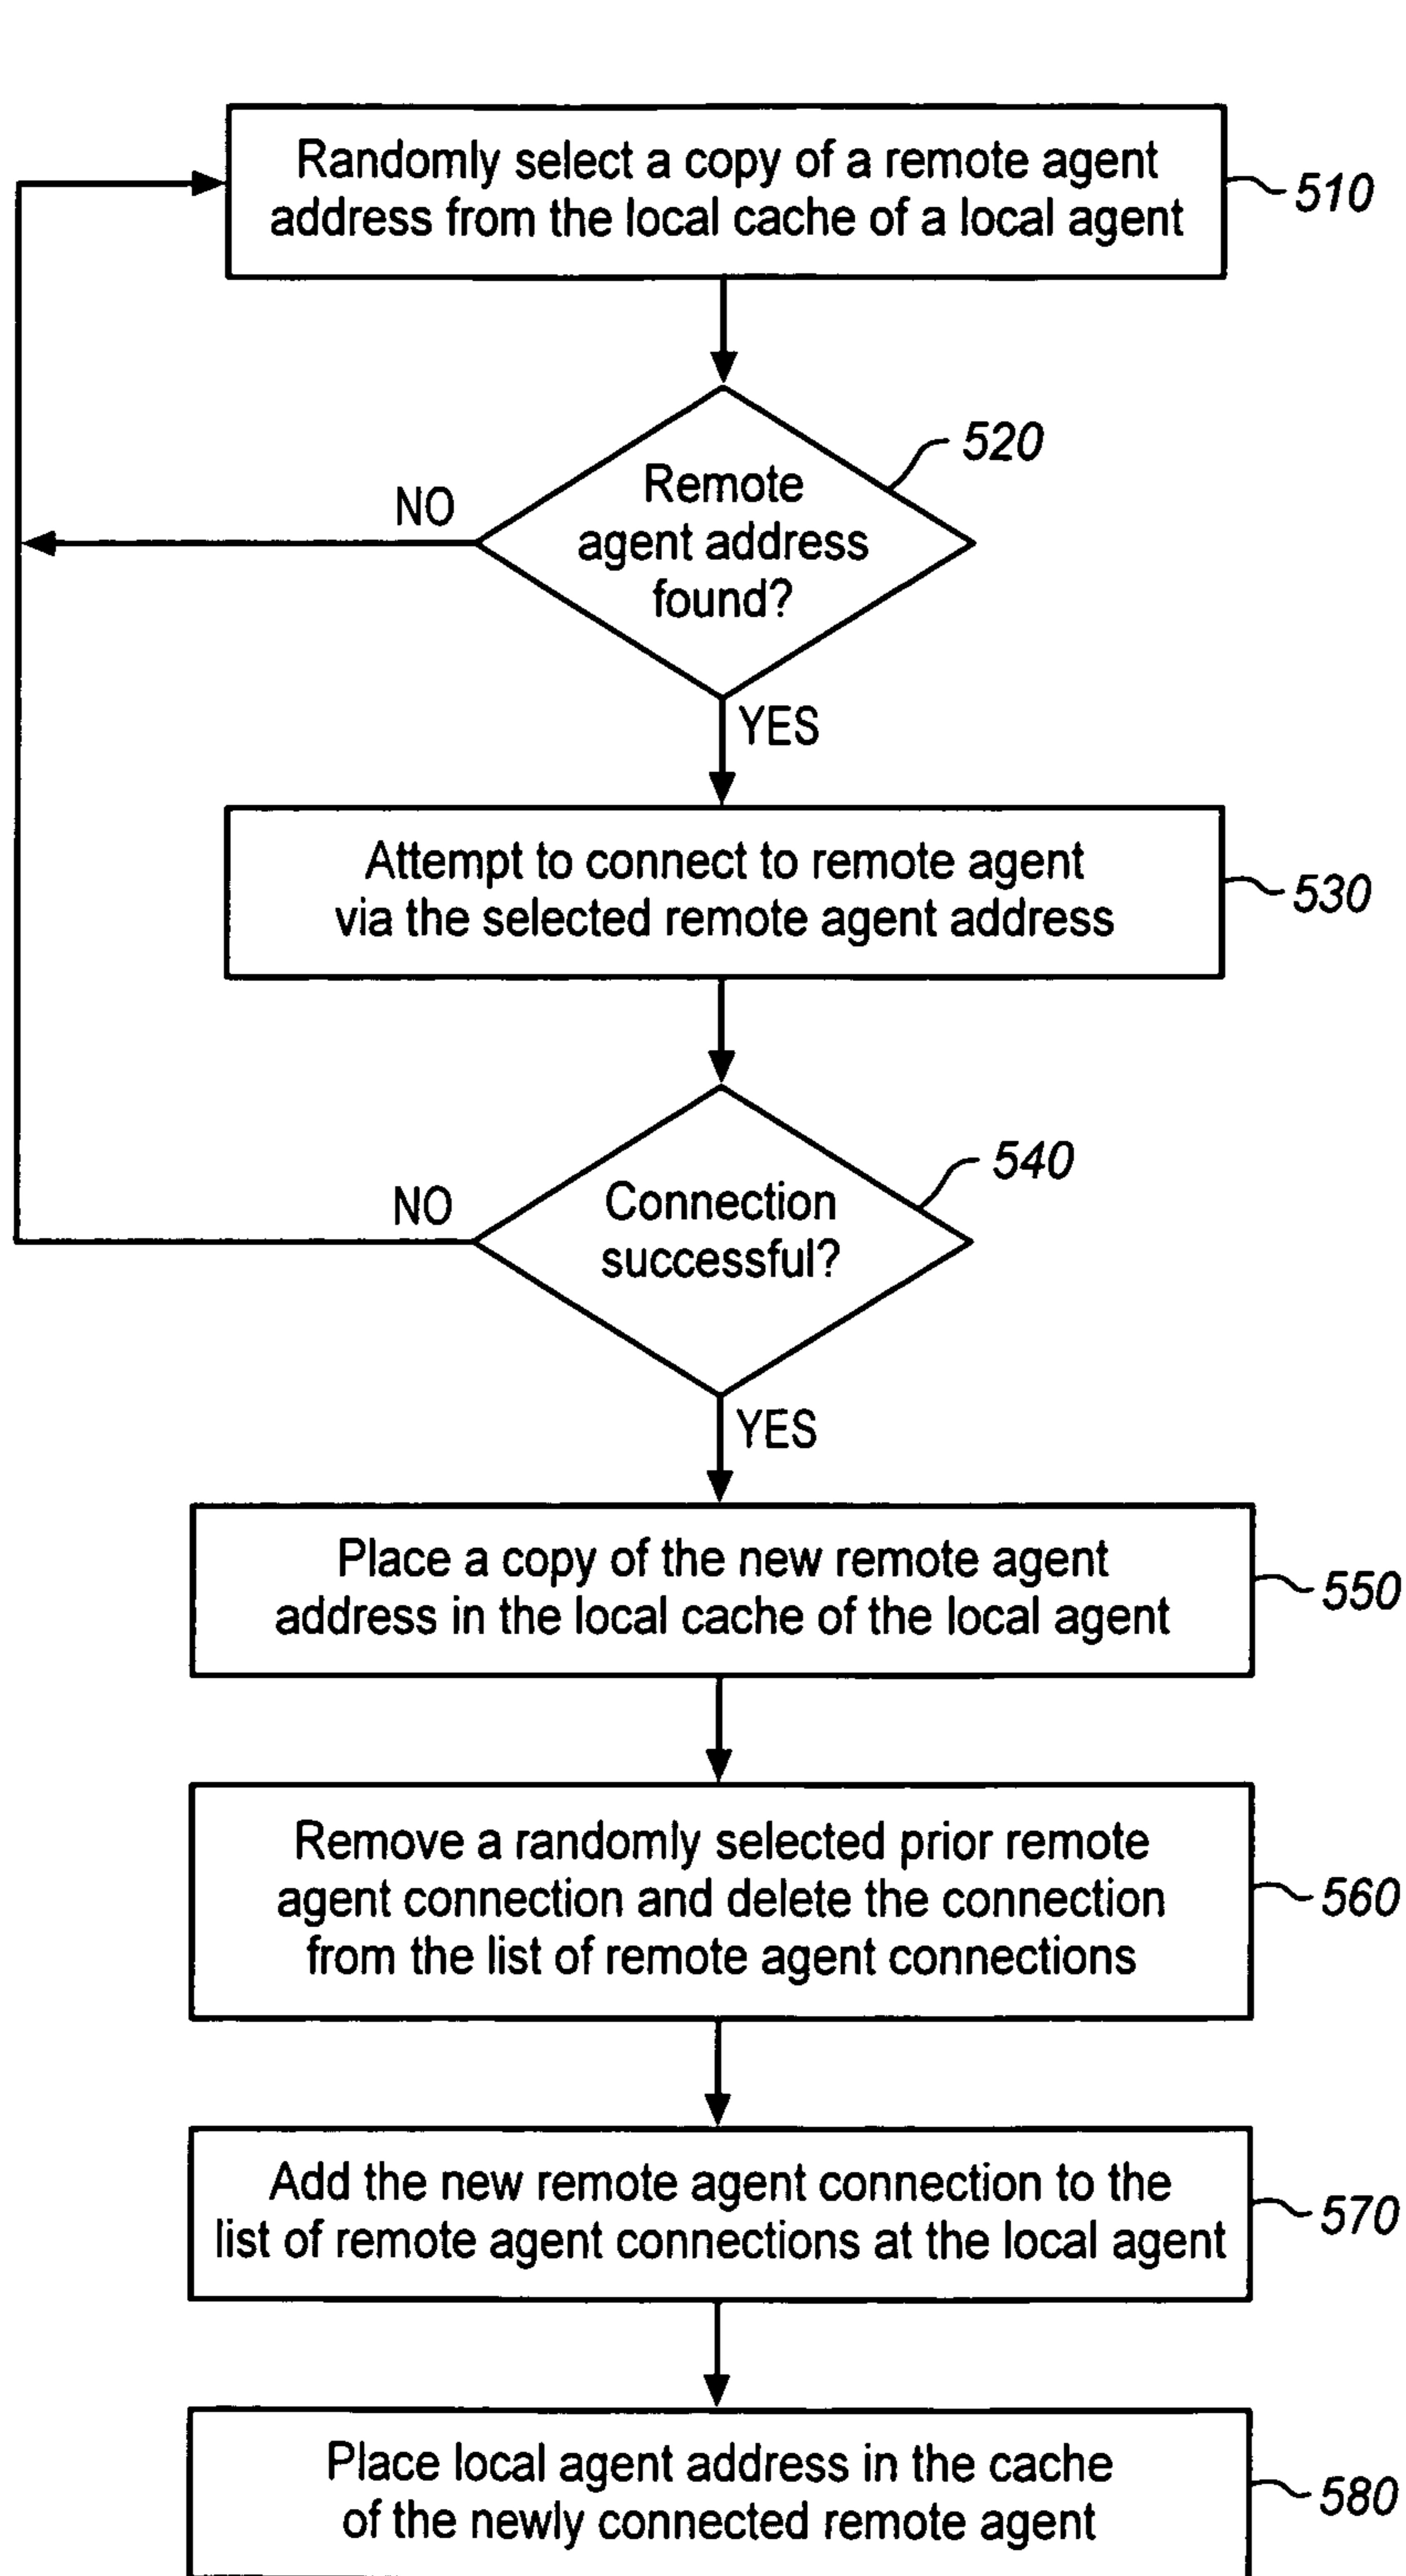 Randomly select a copy of a remote agent
address from the local cache of a local agent
510
520
Remote
agent address
found?
NO
YES
Attempt to connect to remote agent
via the selected remote agent address
530
540
Connection
successful?
NO
YES
Place a copy of the new remote agent
address in the local cache of the local agent
550
Remove a randomly selected prior remote
agent connection and delete the connection
from the list of remote agent connections
560
Add the new remote agent connection to the
list of remote agent connections at the local agent
570
Place local agent address in the cache
of the newly connected remote agent
580